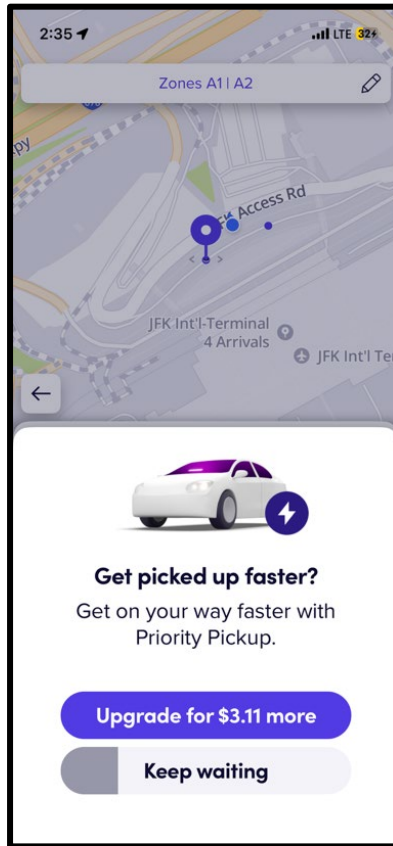 2:35
LTE 32
Zones A1 | A2
Access Rd
JFK Int'l-Terminal
4 Arrivals
JFK Int'l Te
Get picked up faster?
Get on your way faster with
Priority Pickup.
Upgrade for $3.11 more
Keep waiting